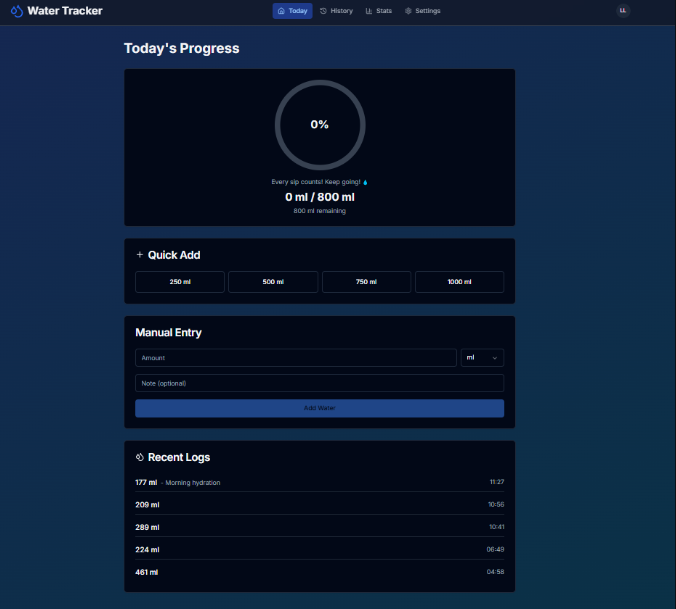 Water Tracker
Today
History
Stats
Settings
LL
Today's Progress
0%
Every sip counts! Keep going! 💧
0 ml / 800 ml
800 ml remaining
+ Quick Add
250 ml
500 ml
750 ml
1000 ml
Manual Entry
Amount
ml
Note (optional)
Add Water
Recent Logs
177 ml - Morning hydration 11:27
209 ml 10:56
289 ml 10:41
224 ml 06:49
461 ml 04:58